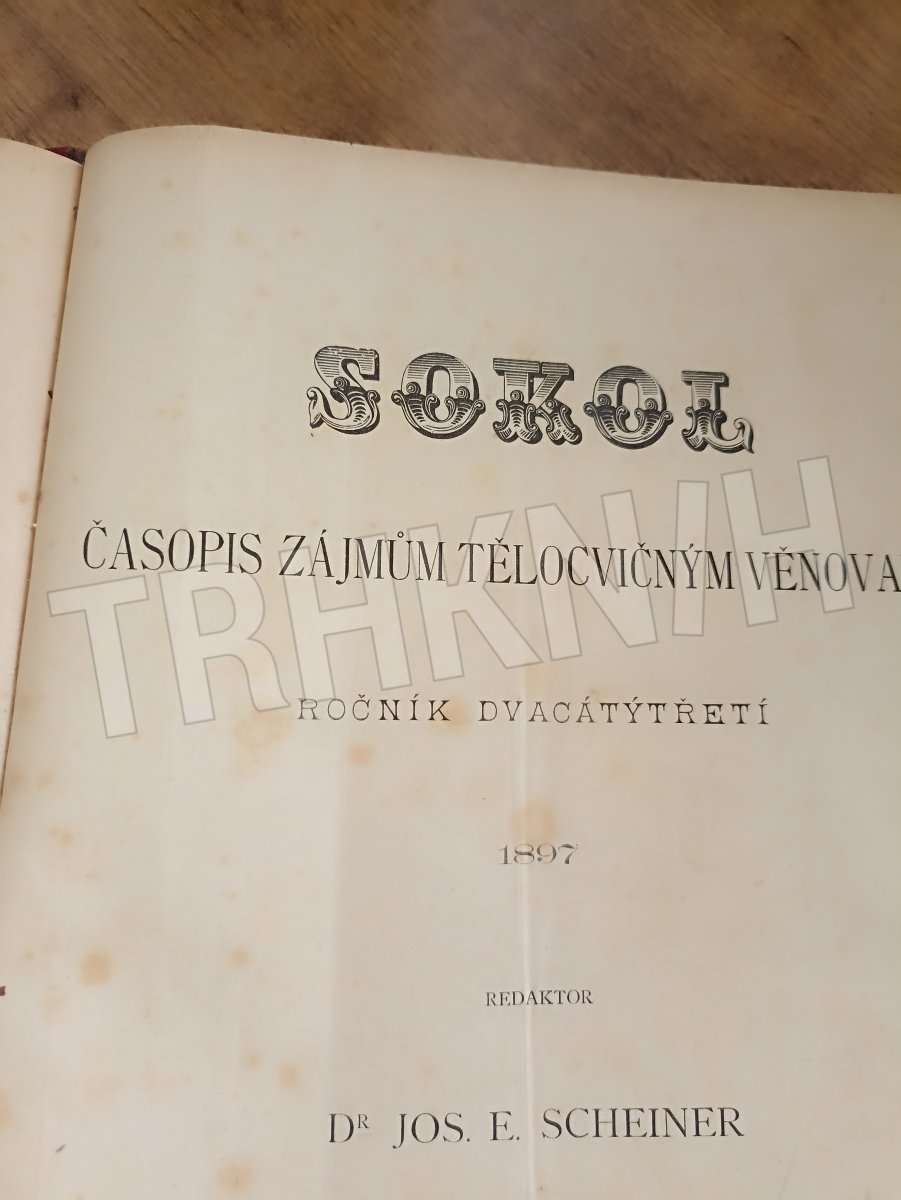 SOKOL
ČASOPIS ZÁJMŮM TĚLOCVIČNÝM VĚNOVA
TRHKNIH
ROČNÍK DVACÁTÝTŘETÍ
1897
REDAKTOR
DR JOS. E. SCHEINER